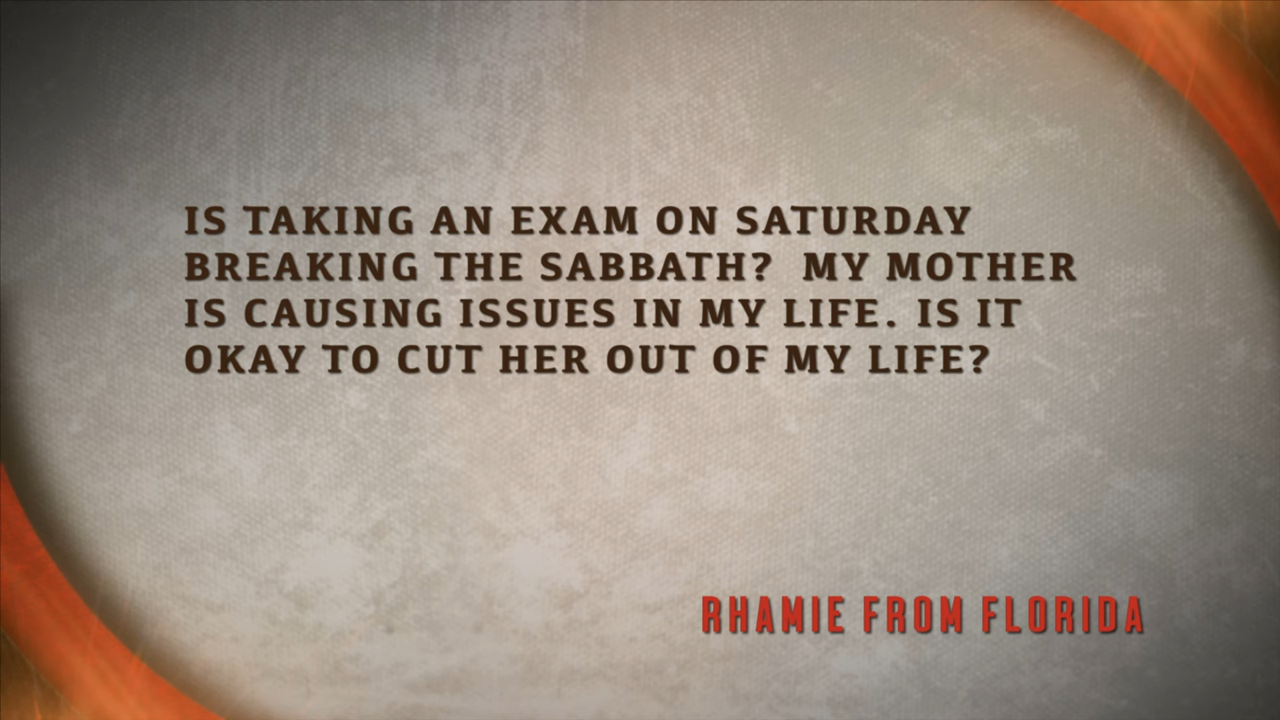 IS TAKING AN EXAM ON SATURDAY
BREAKING THE SABBATH? MY MOTHER
IS CAUSING ISSUES IN MY LIFE. IS IT
OKAY TO CUT HER OUT OF MY LIFE?
RHAMIE FROM FLORIDA